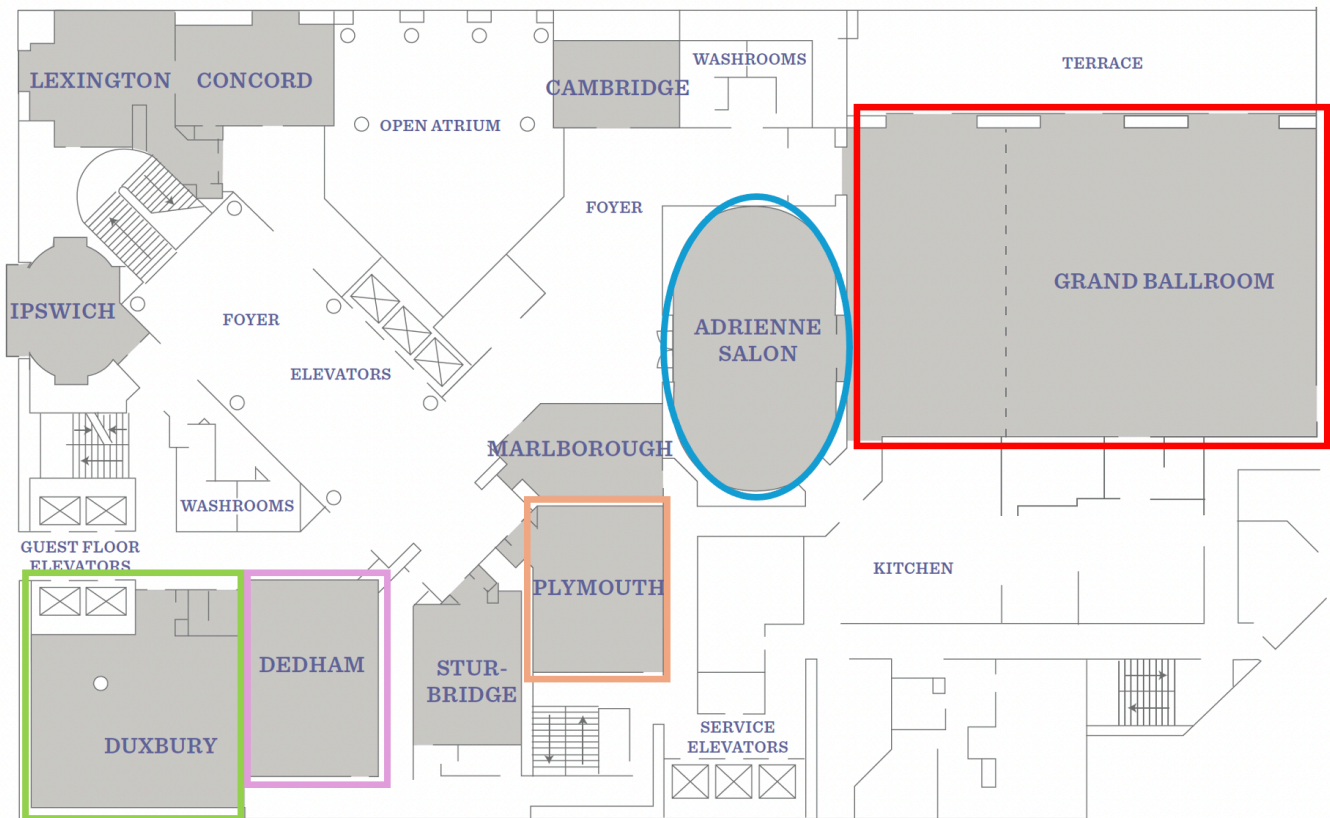 LEXINGTON
CONCORD
CAMBRIDGE
WASHROOMS
TERRACE
OPEN ATRIUM
FOYER
IPSWICH
FOYER
ADRIENNE
SALON
GRAND BALLROOM
ELEVATORS
MARLBOROUGH
WASHROOMS
GUEST FLOOR
ELEVATORS
PLYMOUTH
KITCHEN
DEDHAM
STUR-
BRIDGE
DUXBURY
SERVICE
ELEVATORS